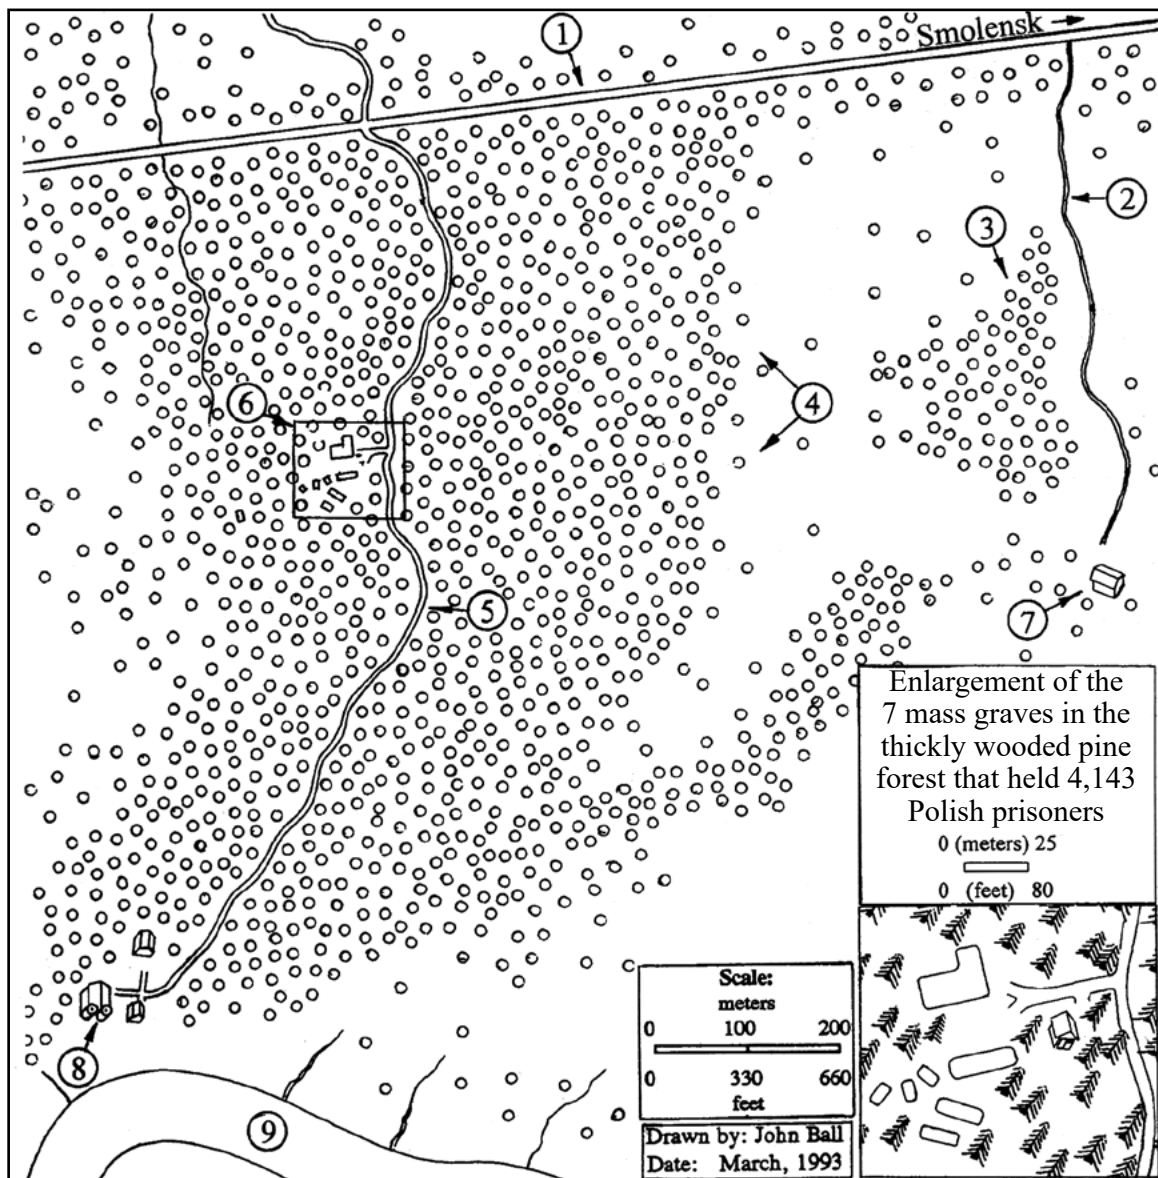 1
Smolensk
2
3
4
6
5
7
Enlargement of the
7 mass graves in the
thickly wooded pine
forest that held 4,143
Polish prisoners
0 (meters) 25
0 (feet) 80
Scale:
meters
0 100 200
0 330 660
feet
8
9
Drawn by: John Ball
Date: March, 1993